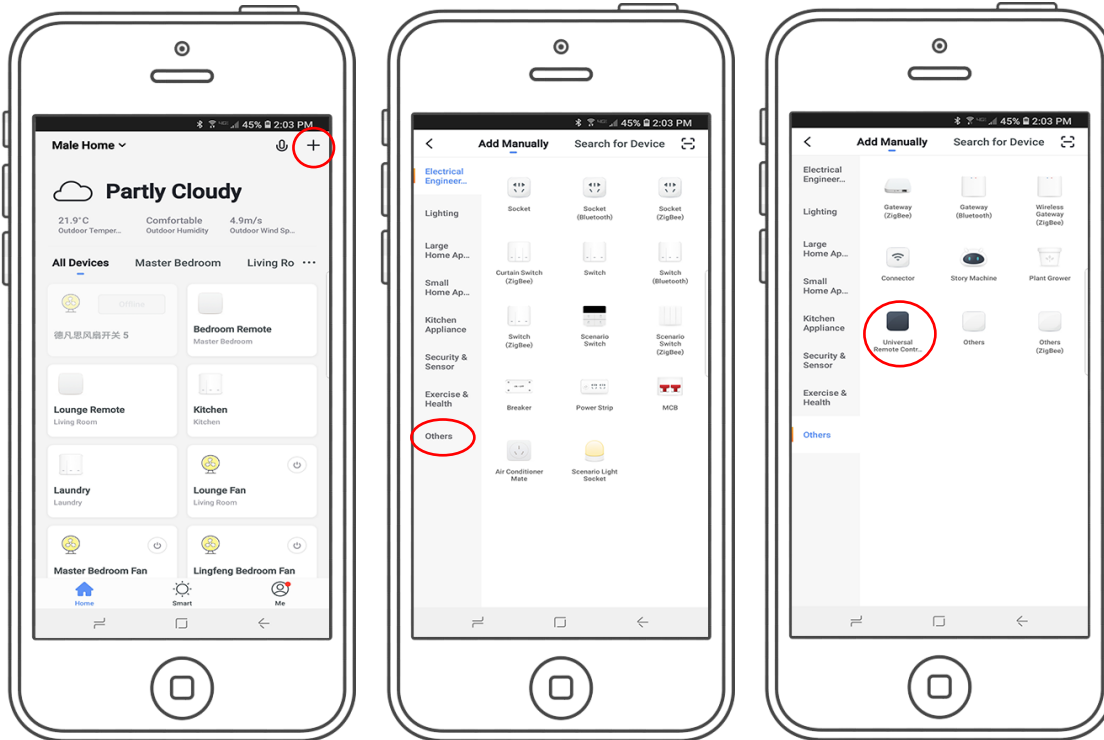 45% 2:03 PM
Male Home
Partly Cloudy
21.9°C Comfortable 4.9m/s
Outdoor Temper... Outdoor Humidity Outdoor Wind Sp...
All Devices Master Bedroom Living Ro ...
Offline
德凡思风扇开关 5
Bedroom Remote
Master Bedroom
Lounge Remote
Living Room
Kitchen
Kitchen
Laundry
Laundry
Lounge Fan
Living Room
Master Bedroom Fan
Lingfeng Bedroom Fan
Home Smart Me
45% 2:03 PM
Add Manually Search for Device
Electrical
Engineer...
Lighting
Large
Home Ap...
Small
Home Ap...
Kitchen
Appliance
Security &
Sensor
Exercise &
Health
Others
Socket
Socket
(Bluetooth)
Socket
(ZigBee)
Curtain Switch
(ZigBee)
Switch
Switch
(Bluetooth)
Switch
(ZigBee)
Scenario
Switch
Scenario
Switch
(ZigBee)
Breaker
Power Strip
MCB
Air Conditioner
Mate
Scenario Light
Socket
45% 2:03 PM
Add Manually Search for Device
Electrical
Engineer...
Lighting
Large
Home Ap...
Small
Home Ap...
Kitchen
Appliance
Security &
Sensor
Exercise &
Health
Others
Gateway
(ZigBee)
Gateway
(Bluetooth)
Wireless
Gateway
(ZigBee)
Connector
Story Machine
Plant Grower
Universal
Remote Contr...
Others
Others
(ZigBee)